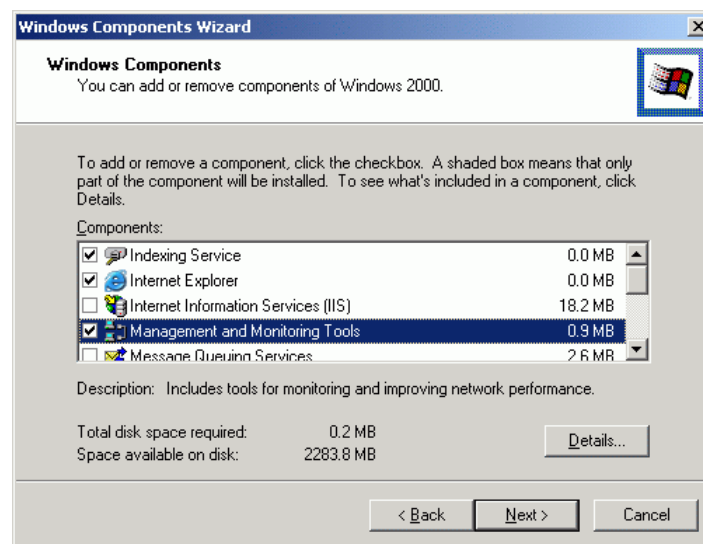 Windows Components Wizard
Windows Components
You can add or remove components of Windows 2000.
To add or remove a component, click the checkbox. A shaded box means that only
part of the component will be installed. To see what's included in a component, click
Details.
Components:
Indexing Service 0.0 MB
Internet Explorer 0.0 MB
Internet Information Services (IIS) 18.2 MB
Management and Monitoring Tools 0.9 MB
Message Queuing Services 2.6 MB
Description: Includes tools for monitoring and improving network performance.
Total disk space required: 0.2 MB
Space available on disk: 2283.8 MB
Details...
< Back Next > Cancel